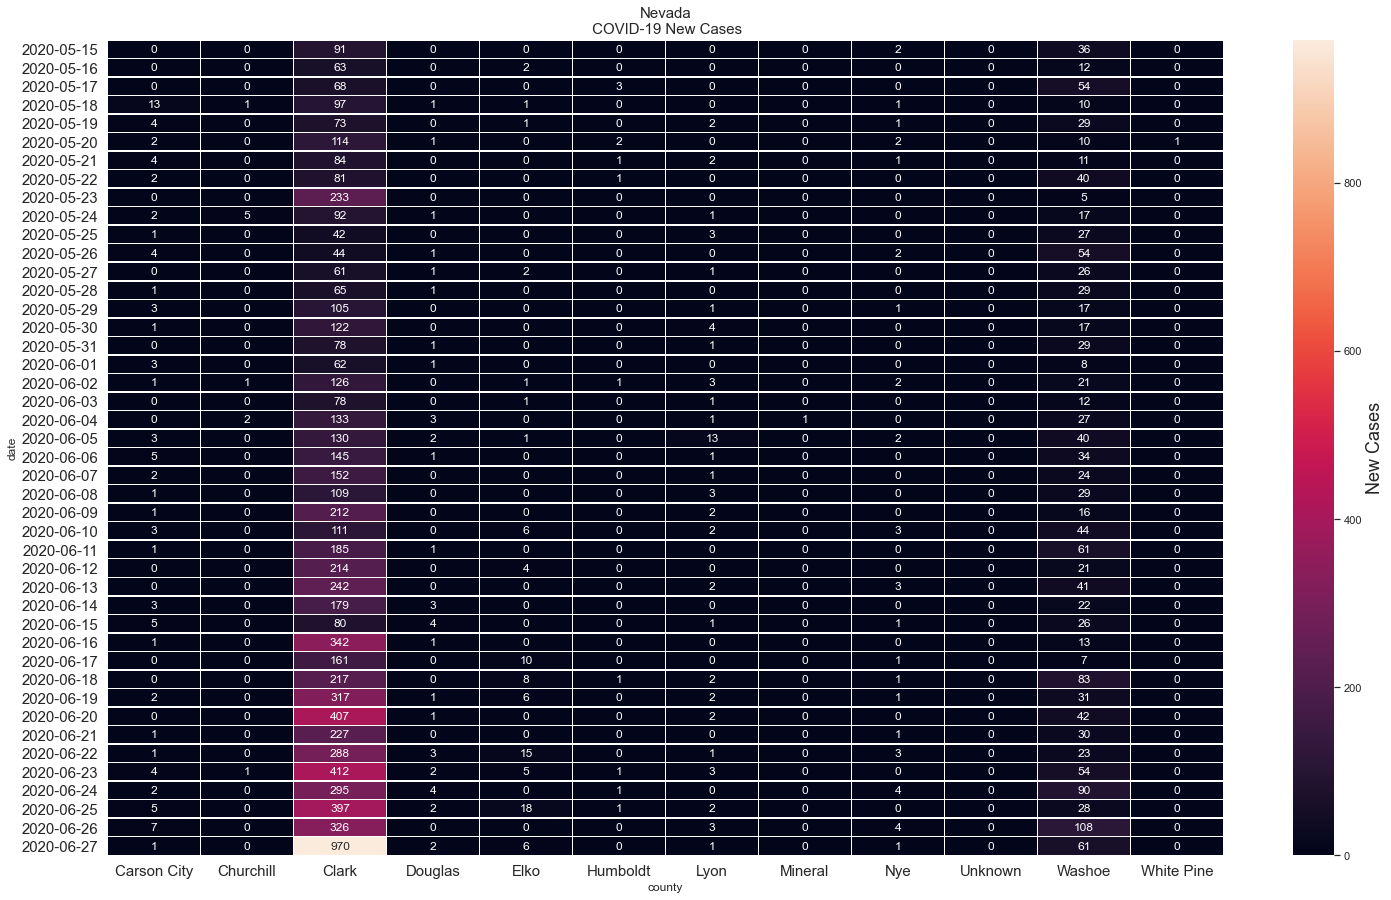 Nevada
COVID-19 New Cases
2020-05-15 0 0 91 0 0 0 0 0 2 0 36 0
2020-05-16 0 0 63 0 2 0 0 0 0 0 12 0
2020-05-17 0 0 68 0 0 3 0 0 0 0 54 0
2020-05-18 13 1 97 1 1 0 0 0 1 0 10 0
2020-05-19 4 0 73 0 1 0 2 0 1 0 29 0
2020-05-20 2 0 114 1 0 2 0 0 2 0 10 1
2020-05-21 4 0 84 0 0 1 2 0 1 0 11 0
2020-05-22 2 0 81 0 0 1 0 0 0 0 40 0
2020-05-23 0 0 233 0 0 0 0 0 0 0 5 0
2020-05-24 2 5 92 1 0 0 1 0 0 0 17 0
2020-05-25 1 0 42 0 0 0 3 0 0 0 27 0
2020-05-26 4 0 44 1 0 0 0 0 2 0 54 0
2020-05-27 0 0 61 1 2 0 1 0 0 0 26 0
2020-05-28 1 0 65 1 0 0 0 0 0 0 29 0
2020-05-29 3 0 105 0 0 0 1 0 1 0 17 0
2020-05-30 1 0 122 0 0 0 4 0 0 0 17 0
2020-05-31 0 0 78 1 0 0 1 0 0 0 29 0
2020-06-01 3 0 62 1 0 0 0 0 0 0 8 0
2020-06-02 1 1 126 0 1 1 3 0 2 0 21 0
2020-06-03 0 0 78 0 1 0 1 0 0 0 12 0
2020-06-04 0 2 133 3 0 0 1 1 0 0 27 0
2020-06-05 3 0 130 2 1 0 13 0 2 0 40 0
2020-06-06 5 0 145 1 0 0 1 0 0 0 34 0
2020-06-07 2 0 152 0 0 0 1 0 0 0 24 0
2020-06-08 1 0 109 0 0 0 3 0 0 0 29 0
2020-06-09 1 0 212 0 0 0 2 0 0 0 16 0
2020-06-10 3 0 111 0 6 0 2 0 3 0 44 0
2020-06-11 1 0 185 1 0 0 0 0 0 0 61 0
2020-06-12 0 0 214 0 4 0 0 0 0 0 21 0
2020-06-13 0 0 242 0 0 0 2 0 3 0 41 0
2020-06-14 3 0 179 3 0 0 0 0 0 0 22 0
2020-06-15 5 0 80 4 0 0 1 0 1 0 26 0
2020-06-16 1 0 342 1 0 0 0 0 0 0 13 0
2020-06-17 0 0 161 0 10 0 0 0 1 0 7 0
2020-06-18 0 0 217 0 8 1 2 0 1 0 83 0
2020-06-19 2 0 317 1 6 0 2 0 1 0 31 0
2020-06-20 0 0 407 1 0 0 2 0 0 0 42 0
2020-06-21 1 0 227 0 0 0 0 0 1 0 30 0
2020-06-22 1 0 288 3 15 0 1 0 3 0 23 0
2020-06-23 4 1 412 2 5 1 3 0 0 0 54 0
2020-06-24 2 0 295 4 0 1 0 0 4 0 90 0
2020-06-25 5 0 397 2 18 1 2 0 0 0 28 0
2020-06-26 7 0 326 0 0 0 3 0 4 0 108 0
2020-06-27 1 0 970 2 6 0 1 0 1 0 61 0
Carson City Churchill Clark Douglas Elko Humboldt Lyon Mineral Nye Unknown Washoe White Pine
county
date
800
600
400
200
0
New Cases